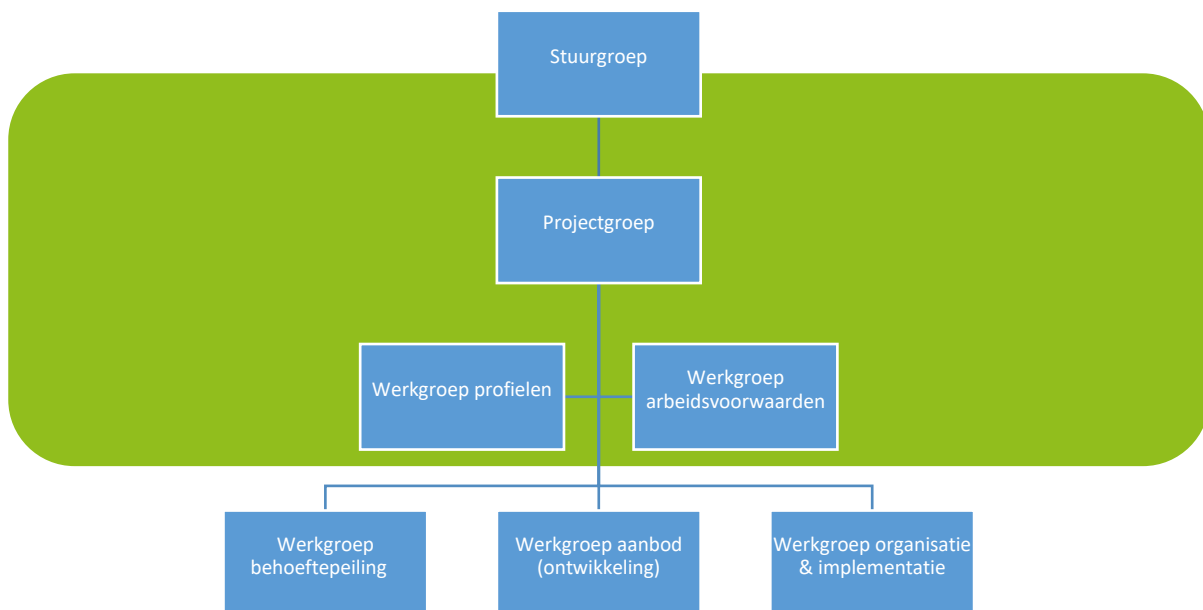 Stuurgroep
Projectgroep
Werkgroep profielen
Werkgroep
arbeidsvoorwaarden
Werkgroep
behoeftepeiling
Werkgroep aanbod
(ontwikkeling)
Werkgroep organisatie
& implementatie